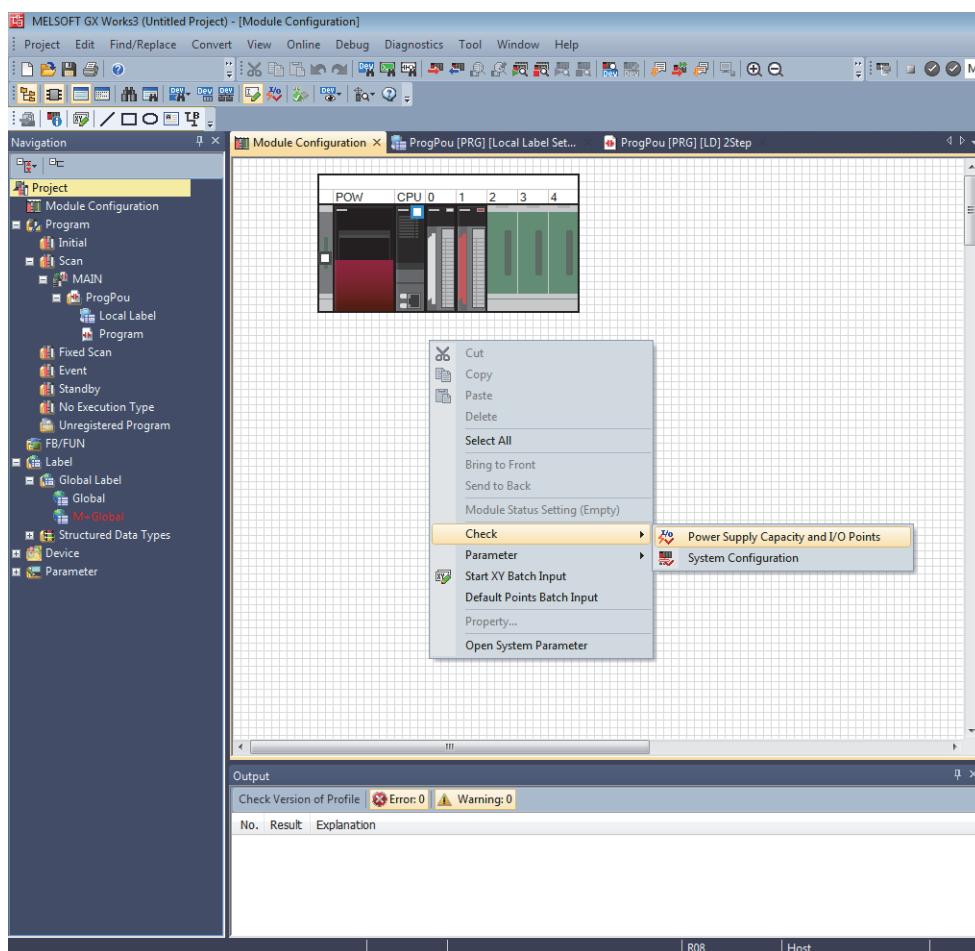 MELSOFT GX Works3 (Untitled Project) - [Module Configuration]
Project Edit Find/Replace Convert View Online Debug Diagnostics Tool Window Help
Navigation
Module Configuration
ProgPou [PRG] [Local Label Set...
ProgPou [PRG] [LD] 2Step
Project
Module Configuration
Program
Initial
Scan
MAIN
ProgPou
Local Label
Program
Fixed Scan
Event
Standby
No Execution Type
Unregistered Program
FB/FUN
Label
Global Label
Global
M+Global
Structured Data Types
Device
Parameter
POW CPU 0 1 2 3 4
Cut
Copy
Paste
Delete
Select All
Bring to Front
Send to Back
Module Status Setting (Empty)
Check
Parameter
Start XY Batch Input
Default Points Batch Input
Property...
Open System Parameter
Power Supply Capacity and I/O Points
System Configuration
Output
Check Version of Profile Error: 0 Warning: 0
No. Result Explanation
R08 Host